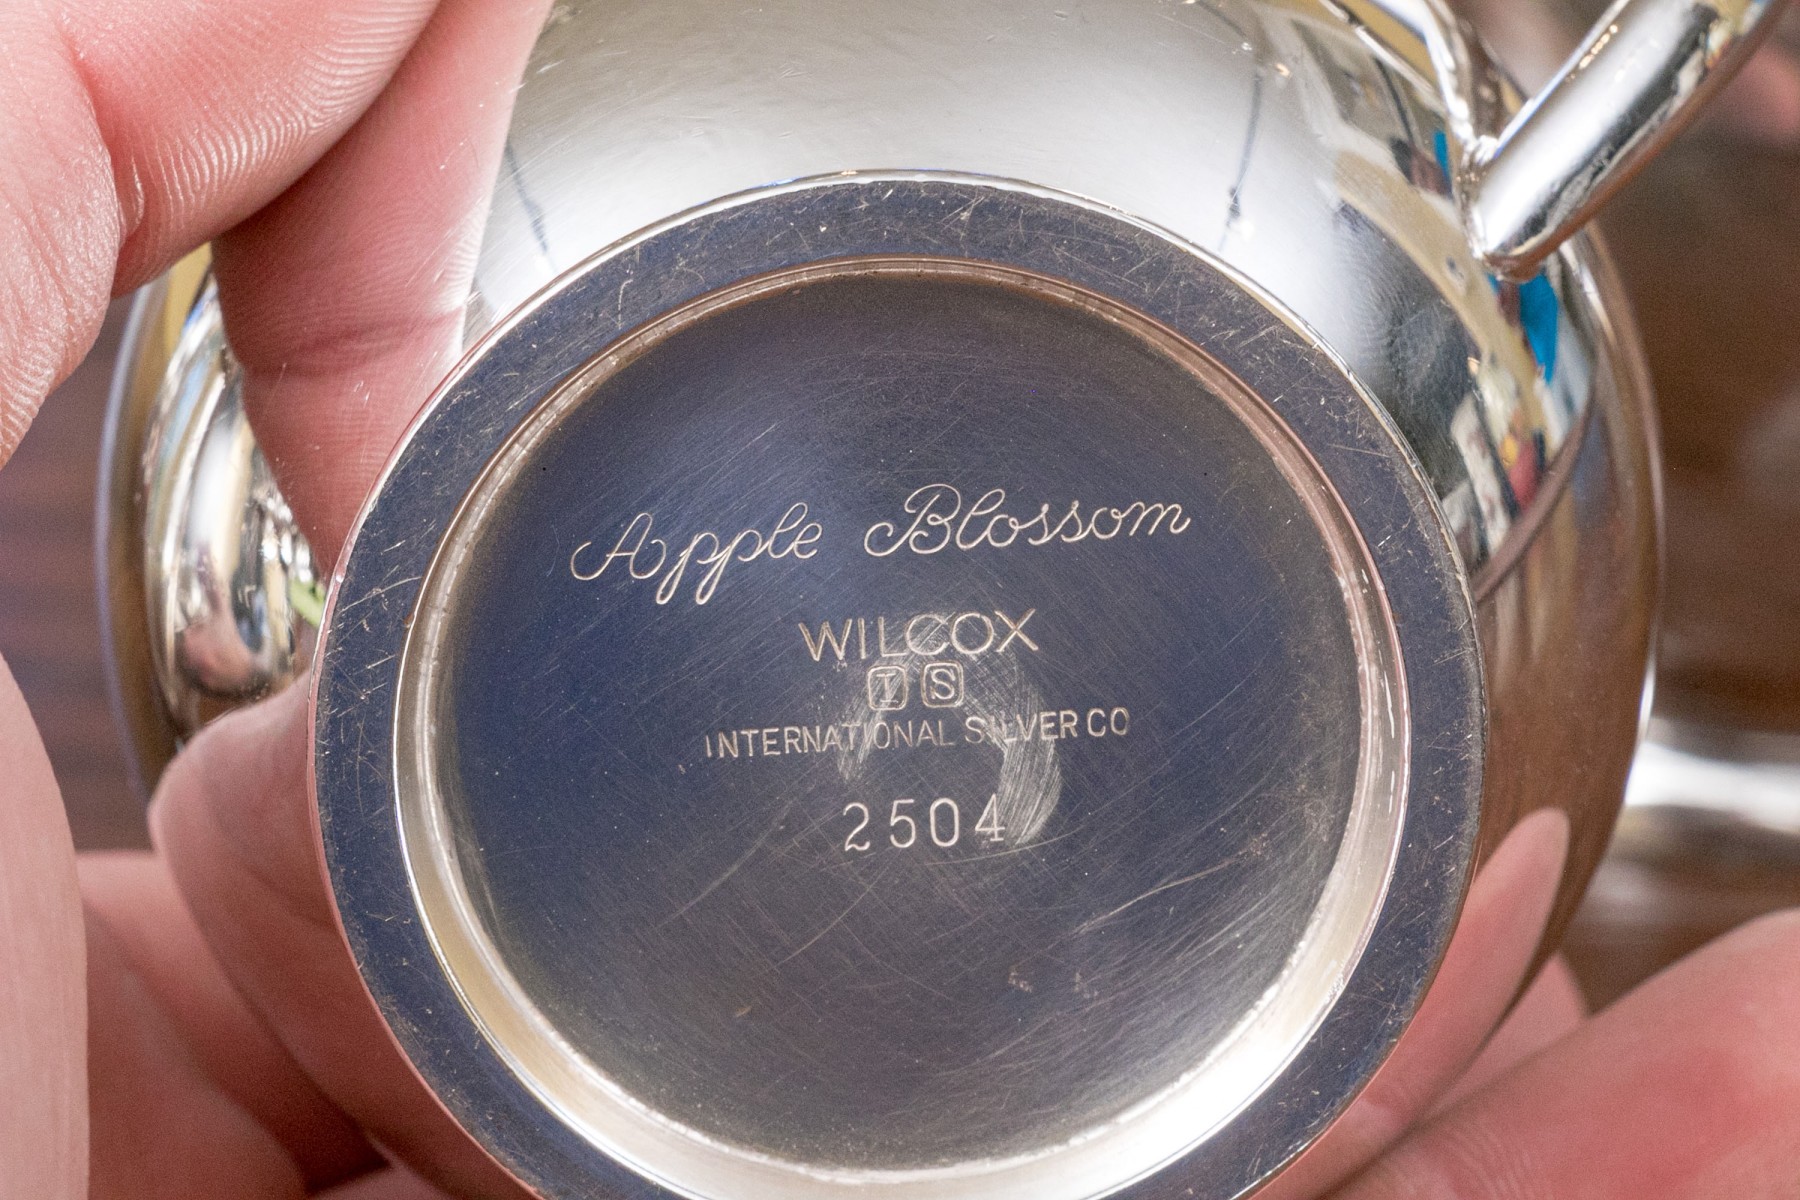 Apple Blossom
WILCOX
I S
INTERNATIONAL SILVER CO
2504